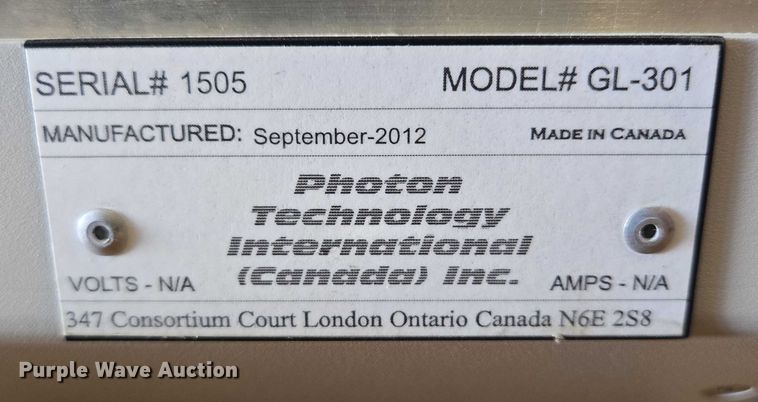 SERIAL# 1505 MODEL# GL-301
MANUFACTURED: September-2012 MADE IN CANADA
Photon
Technology
International
(Canada) Inc.
VOLTS - N/A AMPS - N/A
347 Consortium Court London Ontario Canada N6E 2S8
Purple Wave Auction